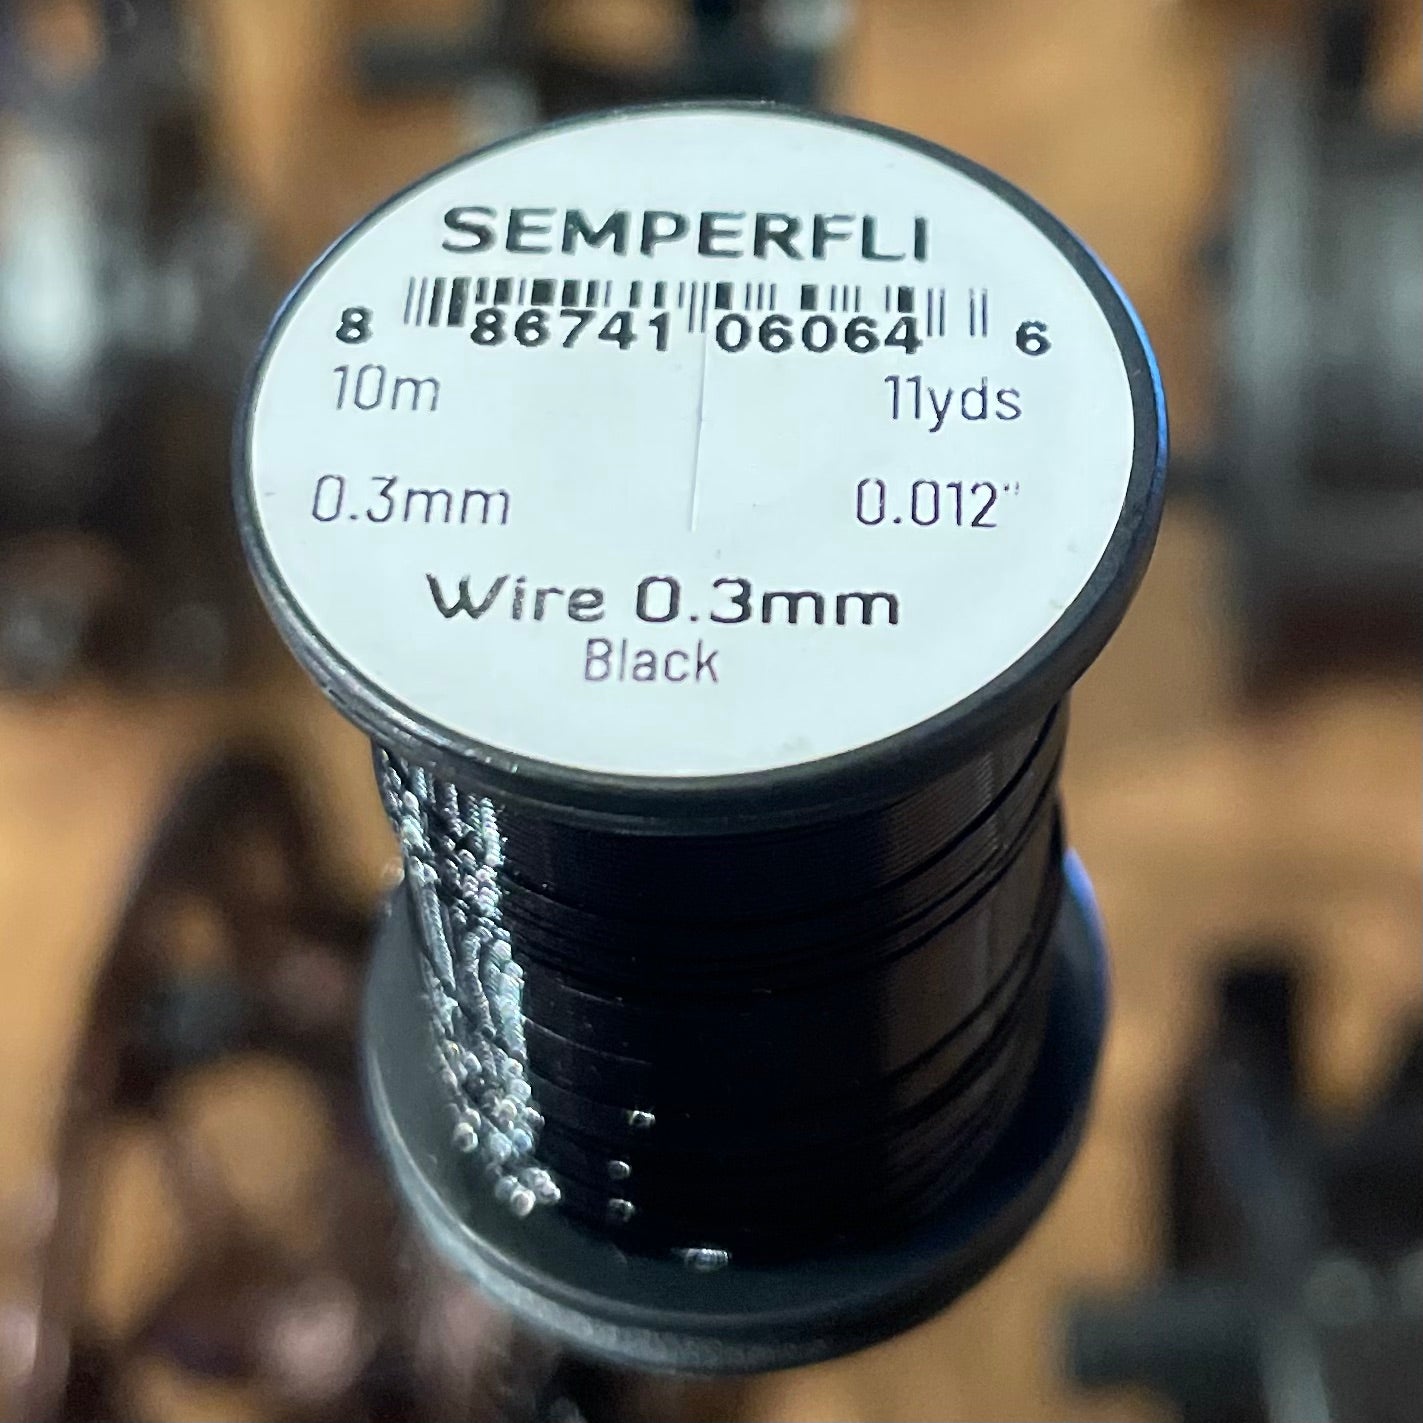 SEMPERFLI
8 86741 06064 6
10m 11yds
0.3mm 0.012"
Wire 0.3mm
Black